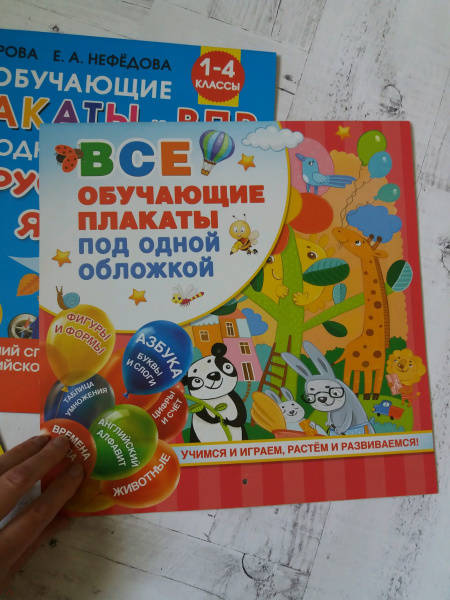 РОВА Е. А. НЕФЁДОВА
1-4
КЛАССЫ
ОБУЧАЮЩИЕ
ВСЕ
ОБУЧАЮЩИЕ
ПЛАКАТЫ
ПОД ОДНОЙ
ОБЛОЖКОЙ
ФИГУРЫ
И ФОРМЫ
АЗБУКА
БУКВЫ
И СЛОГИ
ТАБЛИЦА
УМНОЖЕНИЯ
ЦИФРЫ
И СЧЁТ
ВРЕМЕНА
АНГЛИЙСКИЙ
АЛФАВИТ
ЖИВОТНЫЕ
УЧИМСЯ И ИГРАЕМ, РАСТЁМ И РАЗВИВАЕМСЯ!